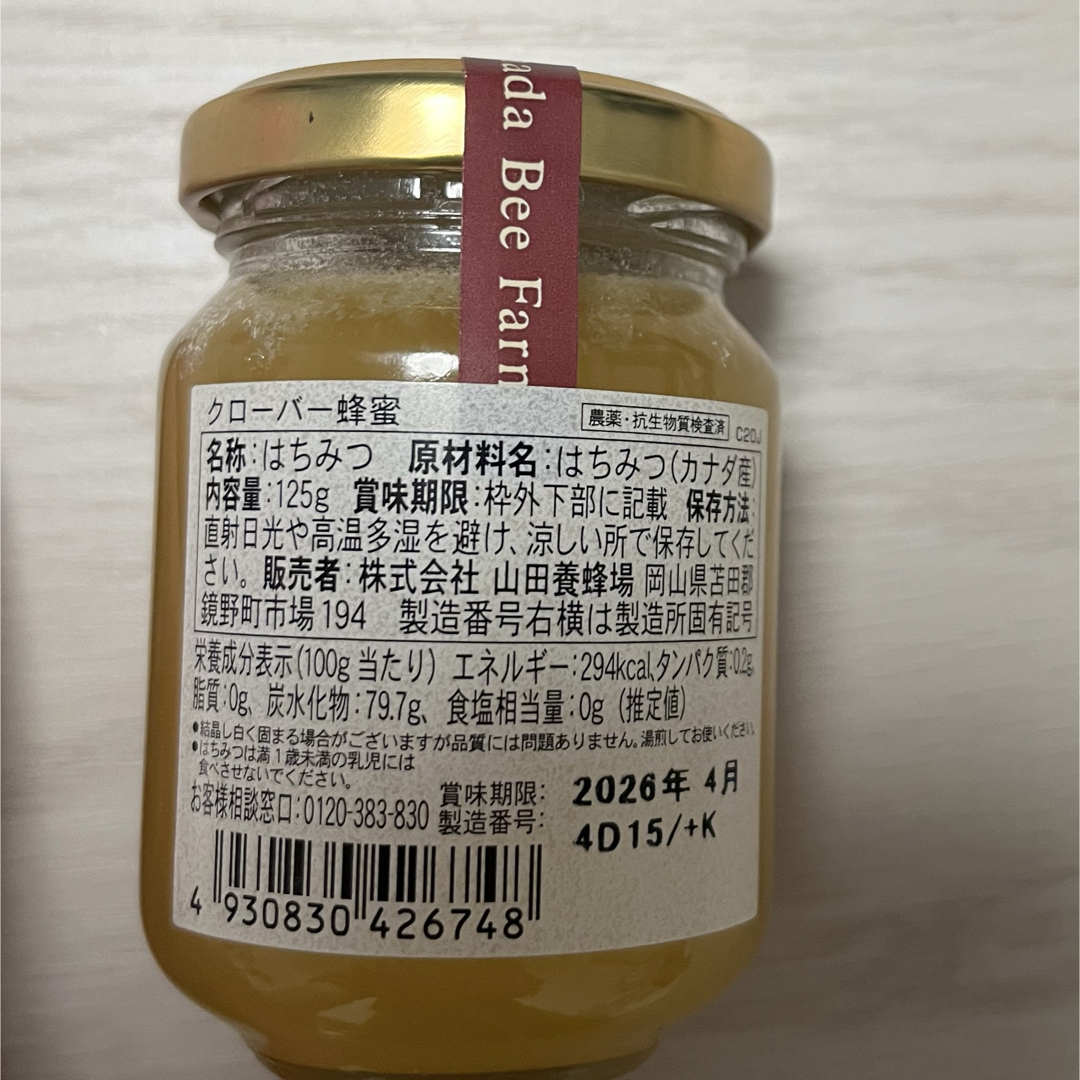 ada Bee Farm
クローバー蜂蜜
農薬・抗生物質検査済
C20J
名称:はちみつ 原材料名:はちみつ(カナダ産)
内容量:125g 賞味期限:枠外下部に記載 保存方法:
直射日光や高温多湿を避け、涼しい所で保存してくだ
さい。販売者:株式会社 山田養蜂場 岡山県苫田郡
鏡野町市場194 製造番号右横は製造所固有記号
栄養成分表示(100g当たり) エネルギー:294kcal、タンパク質:0.2g、
脂質:0g、炭水化物:79.7g、食塩相当量:0g (推定値)
●結晶し白く固まる場合がございますが品質には問題ありません。湯煎してお使いください。
●はちみつは満1歳未満の乳児には
食べさせないでください。
お客様相談窓口:0120-383-830
賞味期限: 2026年 4月
製造番号: 4D15/+K
4 930830 426748